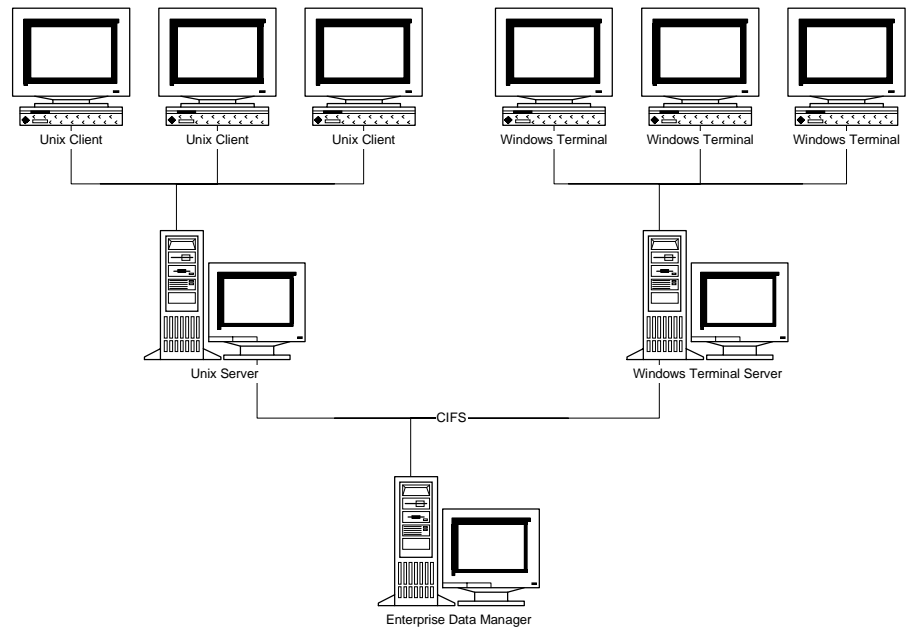 Unix Client
Unix Client
Unix Client
Windows Terminal
Windows Terminal
Windows Terminal
Unix Server
Windows Terminal Server
CIFS
Enterprise Data Manager